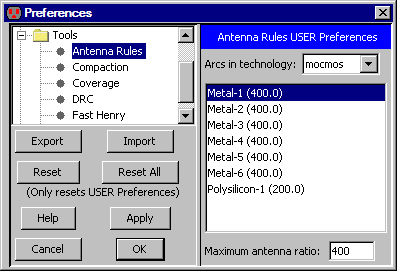 Preferences
Tools
Antenna Rules
Compaction
Coverage
DRC
Fast Henry
Export
Import
Reset
Reset All
(Only resets USER Preferences)
Help
Apply
Cancel
OK
Antenna Rules USER Preferences
Arcs in technology: mocmos
Metal-1 (400.0)
Metal-2 (400.0)
Metal-3 (400.0)
Metal-4 (400.0)
Metal-5 (400.0)
Metal-6 (400.0)
Polysilicon-1 (200.0)
Maximum antenna ratio: 400